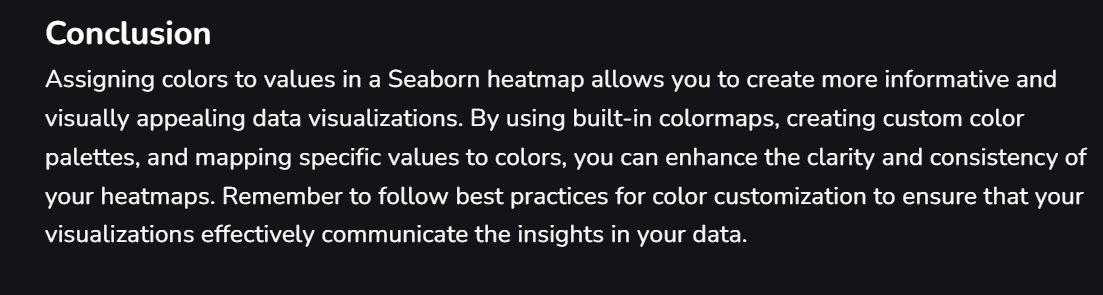 Conclusion
Assigning colors to values in a Seaborn heatmap allows you to create more informative and
visually appealing data visualizations. By using built-in colormaps, creating custom color
palettes, and mapping specific values to colors, you can enhance the clarity and consistency of
your heatmaps. Remember to follow best practices for color customization to ensure that your
visualizations effectively communicate the insights in your data.